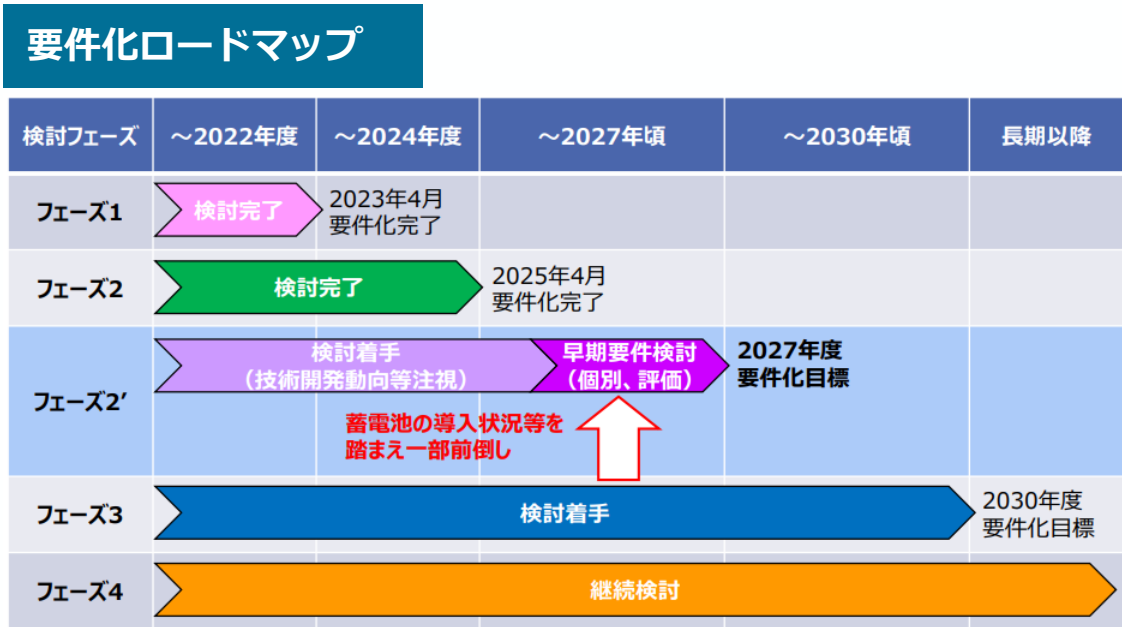 要件化ロードマップ
検討フェーズ
～2022年度
～2024年度
～2027年頃
～2030年頃
長期以降
フェーズ1
検討完了
2023年4月
要件化完了
フェーズ2
検討完了
2025年4月
要件化完了
フェーズ2′
検討着手
（技術開発動向等注視）
早期要件検討
（個別、評価）
2027年度
要件化目標
蓄電池の導入状況等を
踏まえ一部前倒し
フェーズ3
検討着手
2030年度
要件化目標
フェーズ4
継続検討